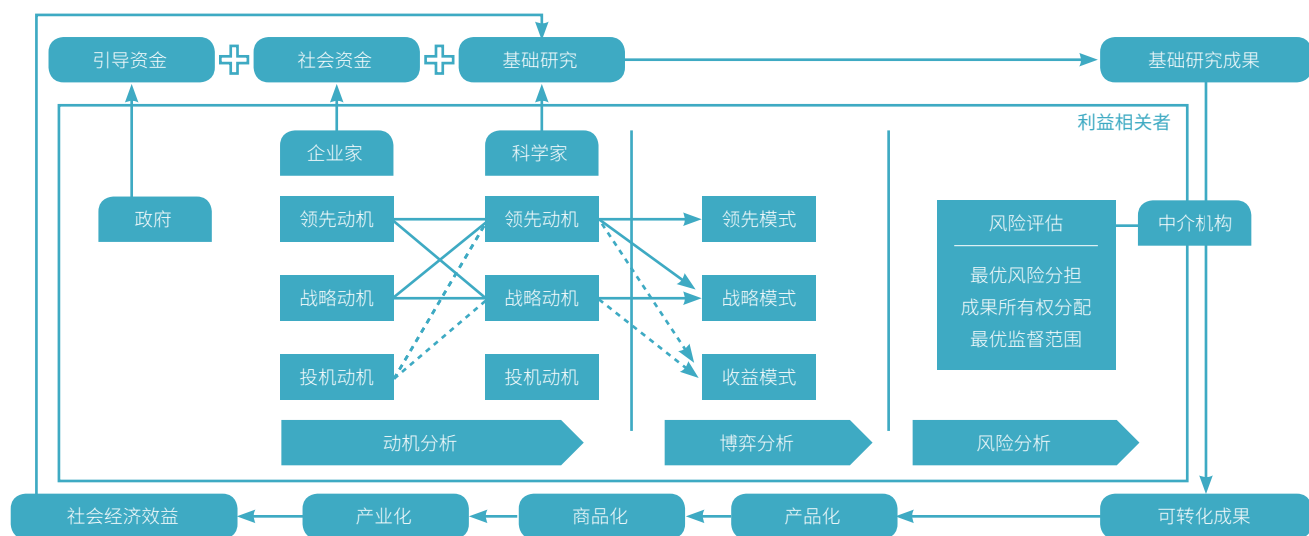 引导资金
社会资金
基础研究
基础研究成果
利益相关者
企业家
科学家
政府
领先动机
领先动机
领先模式
风险评估
中介机构
战略动机
战略动机
战略模式
最优风险分担
成果所有权分配
最优监督范围
投机动机
投机动机
收益模式
动机分析
博弈分析
风险分析
社会经济效益
产业化
商品化
产品化
可转化成果